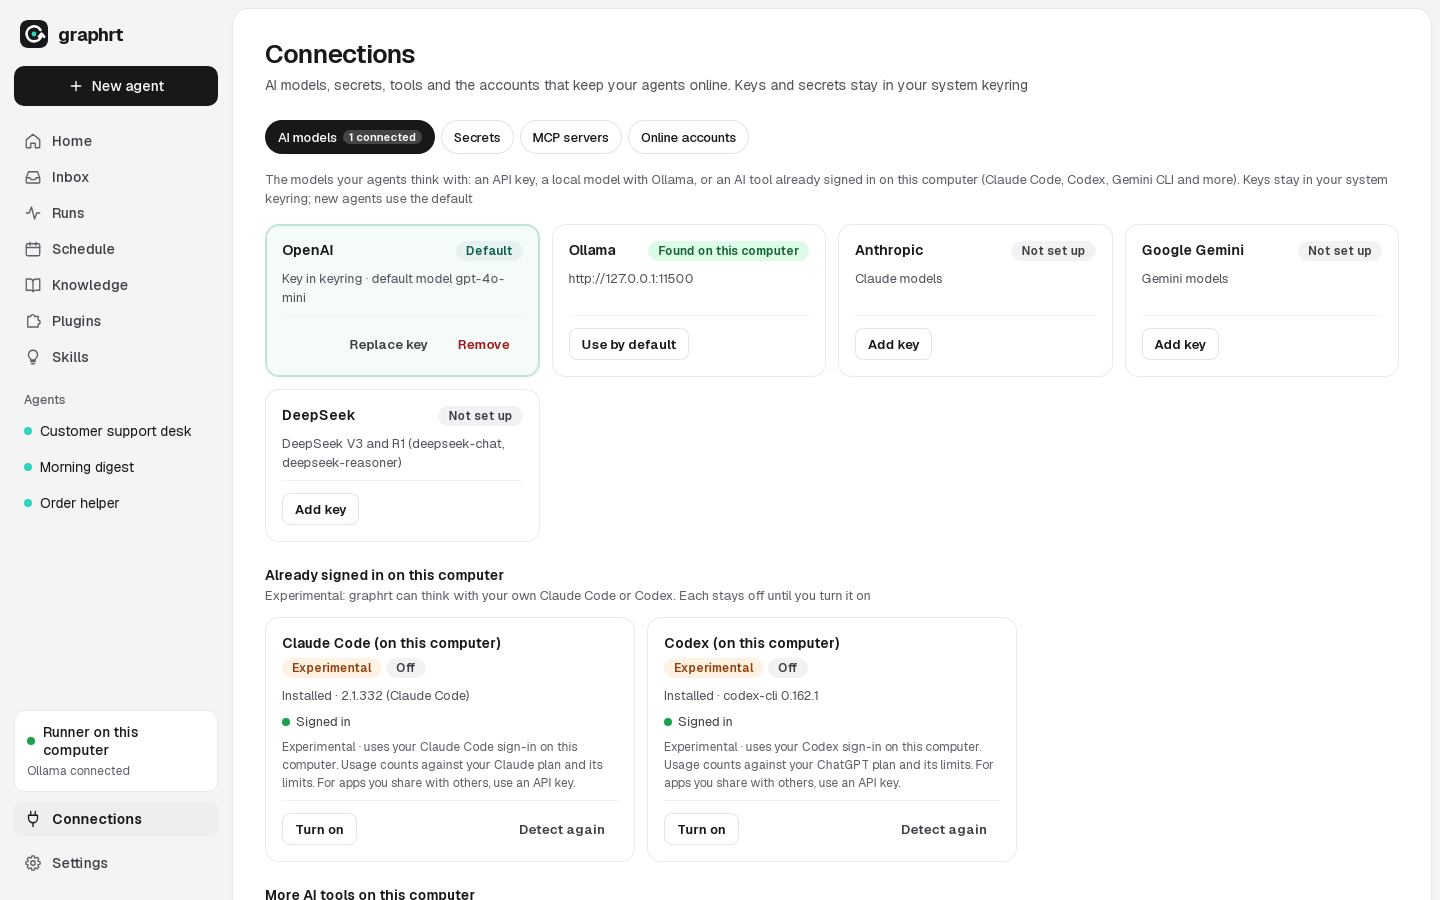 graphrt
+ New agent
Home
Inbox
Runs
Schedule
Knowledge
Plugins
Skills
Agents
Customer support desk
Morning digest
Order helper
Runner on this
computer
Ollama connected
Connections
Settings
Connections
AI models, secrets, tools and the accounts that keep your agents online. Keys and secrets stay in your system keyring
AI models 1 connected
Secrets
MCP servers
Online accounts
The models your agents think with: an API key, a local model with Ollama, or an AI tool already signed in on this computer (Claude Code, Codex, Gemini CLI and more). Keys stay in your system
keyring; new agents use the default
OpenAI
Default
Key in keyring · default model gpt-4o-
mini
Replace key
Remove
Ollama
Found on this computer
http://127.0.0.1:11500
Use by default
Anthropic
Not set up
Claude models
Add key
Google Gemini
Not set up
Gemini models
Add key
DeepSeek
Not set up
DeepSeek V3 and R1 (deepseek-chat,
deepseek-reasoner)
Add key
Already signed in on this computer
Experimental: graphrt can think with your own Claude Code or Codex. Each stays off until you turn it on
Claude Code (on this computer)
Experimental
Off
Installed · 2.1.332 (Claude Code)
Signed in
Experimental · uses your Claude Code sign-in on this
computer. Usage counts against your Claude plan and its
limits. For apps you share with others, use an API key.
Turn on
Detect again
Codex (on this computer)
Experimental
Off
Installed · codex-cli 0.162.1
Signed in
Experimental · uses your Codex sign-in on this computer.
Usage counts against your ChatGPT plan and its limits. For
apps you share with others, use an API key.
Turn on
Detect again
More AI tools on this computer